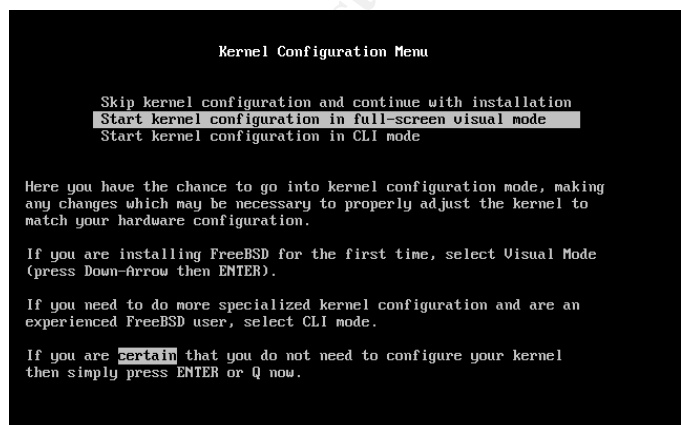 Kernel Configuration Menu
Skip kernel configuration and continue with installation
Start kernel configuration in full-screen visual mode
Start kernel configuration in CLI mode
Here you have the chance to go into kernel configuration mode, making
any changes which may be necessary to properly adjust the kernel to
match your hardware configuration.
If you are installing FreeBSD for the first time, select Visual Mode
(press Down-Arrow then ENTER).
If you need to do more specialized kernel configuration and are an
experienced FreeBSD user, select CLI mode.
If you are certain that you do not need to configure your kernel
then simply press ENTER or Q now.